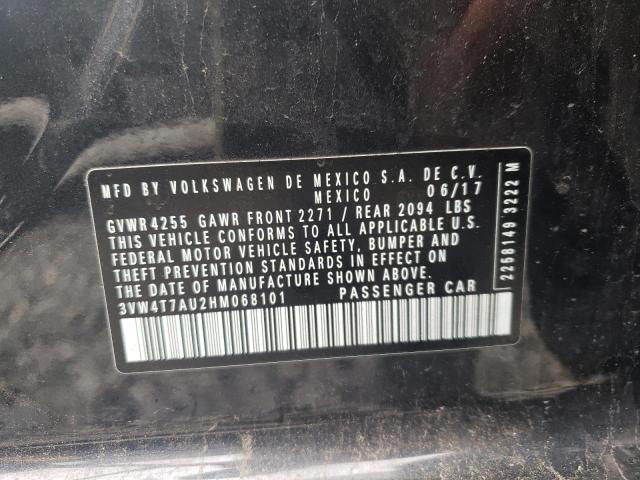 MFD BY VOLKSWAGEN DE MEXICO S.A. DE C.V.
MEXICO 06/17
GVWR 4255 GAWR FRONT 2271 / REAR 2094 LBS
THIS VEHICLE CONFORMS TO ALL APPLICABLE U.S.
FEDERAL MOTOR VEHICLE SAFETY, BUMPER AND
THEFT PREVENTION STANDARDS IN EFFECT ON
THE DATE OF MANUFACTURE SHOWN ABOVE.
3VW4T7AU2HM068101 PASSENGER CAR
225B149 3222 M